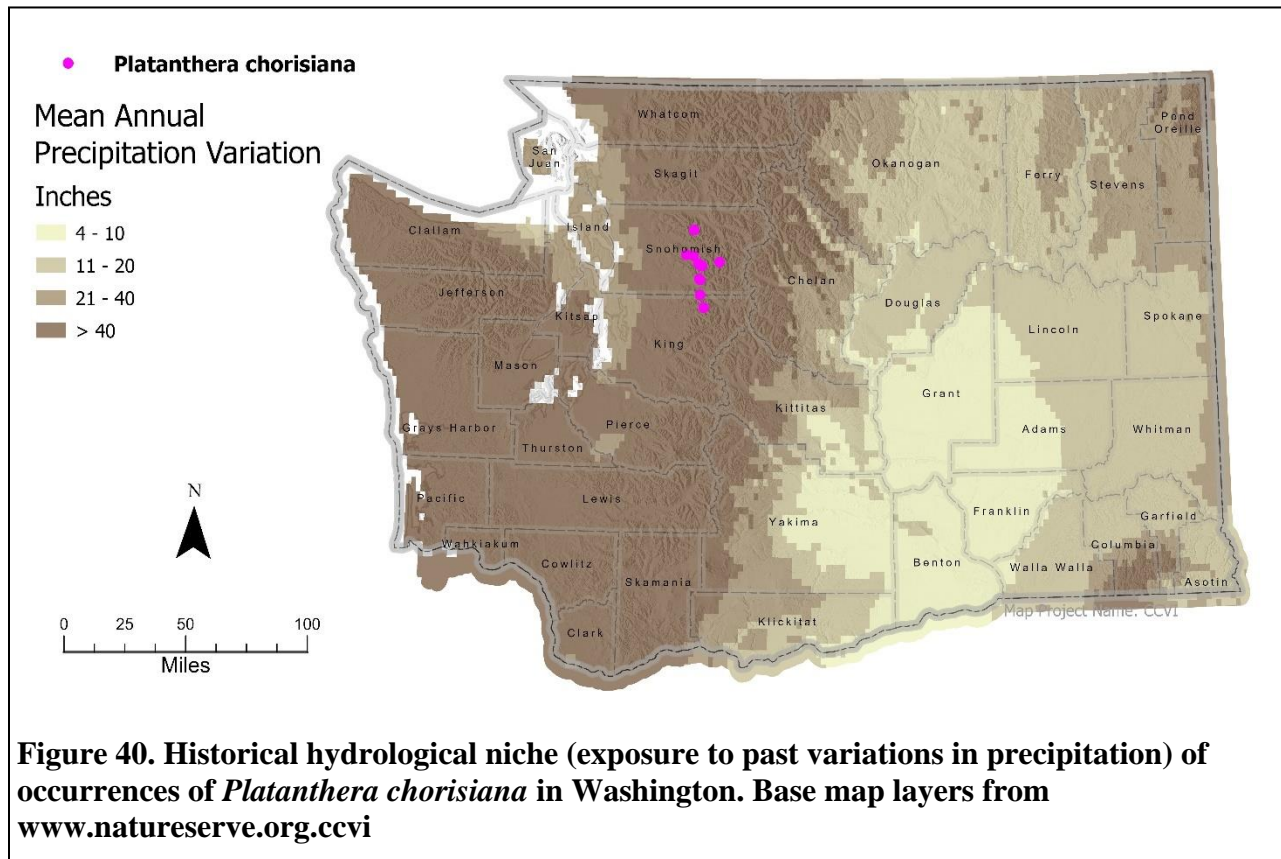 Platanthera chorisiana
Mean Annual
Precipitation Variation
Inches
4 - 10
11 - 20
21 - 40
> 40
Whatcom
Pend
Oreille
San
Juan
Okanogan
Ferry
Stevens
Skagit
Clallam
Island
Snohomish
Chelan
Jefferson
Douglas
Kitsap
King
Lincoln
Spokane
Mason
Grant
Kittitas
Grays Harbor
Pierce
Adams
Whitman
Thurston
Pacific
Lewis
Yakima
Franklin
Garfield
Wahkiakum
Columbia
Cowlitz
Skamania
Benton
Walla Walla
Asotin
Map Project Name: CCVI
Klickitat
Clark
N
0 25 50 100
Miles
Figure 40. Historical hydrological niche (exposure to past variations in precipitation) of
occurrences of Platanthera chorisiana in Washington. Base map layers from
www.natureserve.org.ccvi